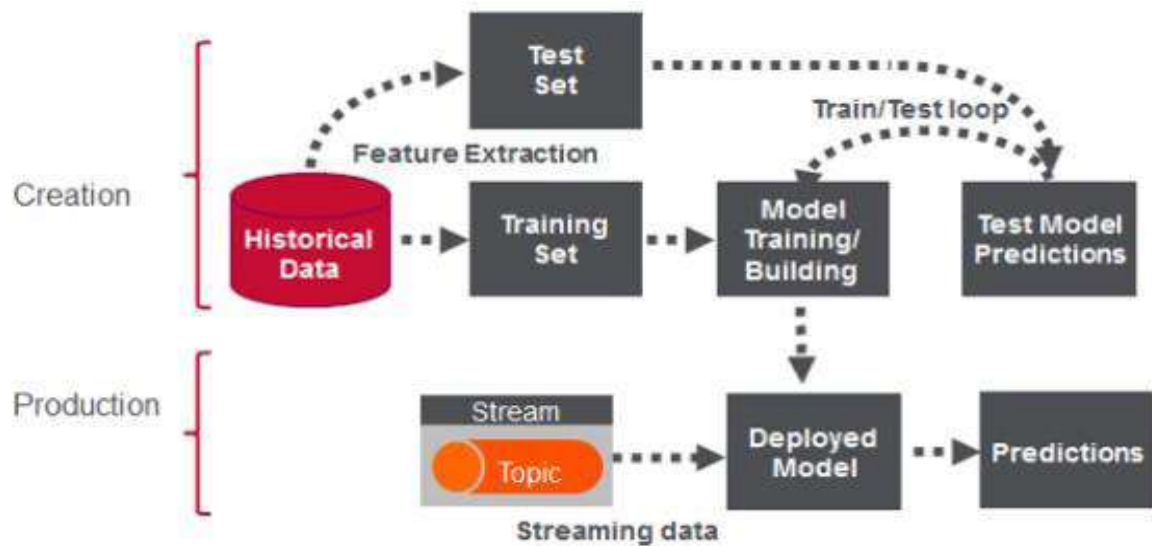 Test
Set
Train/Test loop
Feature Extraction
Creation
Historical
Data
Training
Set
Model
Training/
Building
Test Model
Predictions
Production
Stream
Topic
Deployed
Model
Predictions
Streaming data